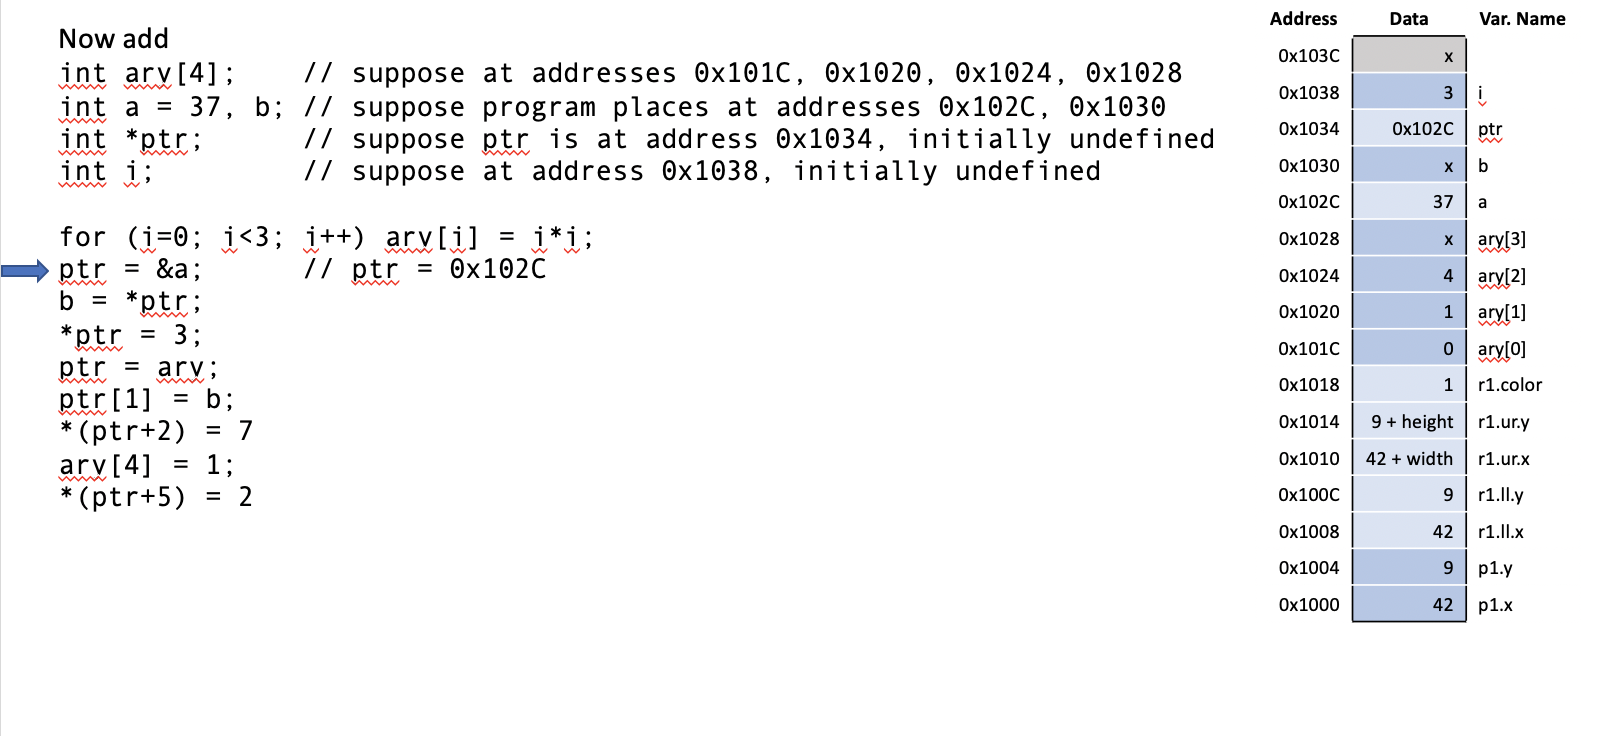 Now add
int arv[4];    // suppose at addresses 0x101C, 0x1020, 0x1024, 0x1028
int a = 37, b; // suppose program places at addresses 0x102C, 0x1030
int *ptr;      // suppose ptr is at address 0x1034, initially undefined
int i;         // suppose at address 0x1038, initially undefined
for (i=0; i<3; i++) arv[i] = i*i;
ptr = &a;      // ptr = 0x102C
b = *ptr;
*ptr = 3;
ptr = arv;
ptr[1] = b;
*(ptr+2) = 7
arv[4] = 1;
*(ptr+5) = 2
Address Data Var. Name
0x103C x
0x1038 3 i
0x1034 0x102C ptr
0x1030 x b
0x102C 37 a
0x1028 x ary[3]
0x1024 4 ary[2]
0x1020 1 ary[1]
0x101C 0 ary[0]
0x1018 1 r1.color
0x1014 9 + height r1.ur.y
0x1010 42 + width r1.ur.x
0x100C 9 r1.ll.y
0x1008 42 r1.ll.x
0x1004 9 p1.y
0x1000 42 p1.x